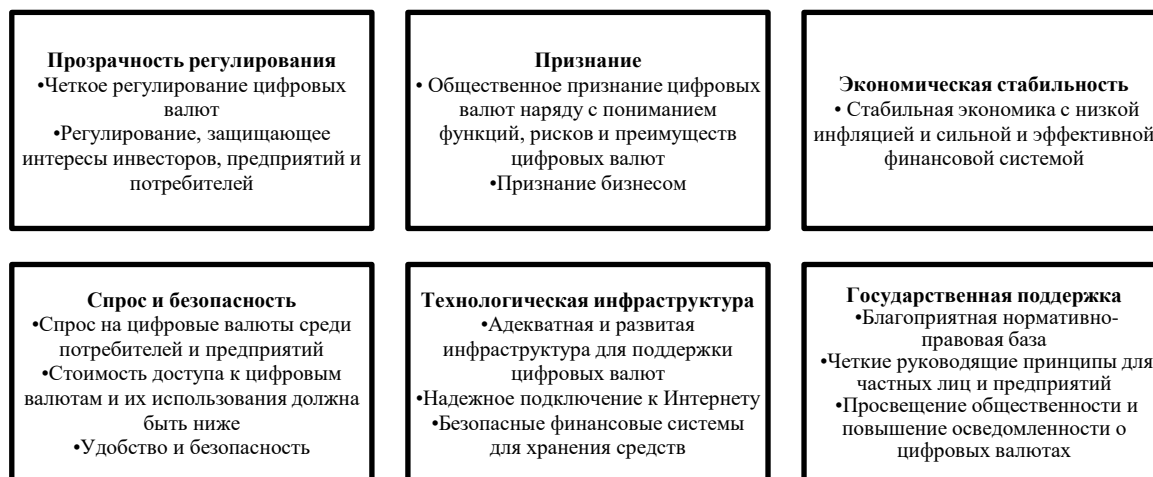 Прозрачность регулирования
•Четкое регулирование цифровых
валют
•Регулирование, защищающее
интересы инвесторов, предприятий и
потребителей
Признание
• Общественное признание цифровых
валют наряду с пониманием
функций, рисков и преимуществ
цифровых валют
•Признание бизнесом
Экономическая стабильность
• Стабильная экономика с низкой
инфляцией и сильной и эффективной
финансовой системой
Спрос и безопасность
•Спрос на цифровые валюты среди
потребителей и предприятий
•Стоимость доступа к цифровым
валютам и их использования должна
быть ниже
•Удобство и безопасность
Технологическая инфраструктура
•Адекватная и развитая
инфраструктура для поддержки
цифровых валют
•Надежное подключение к Интернету
•Безопасные финансовые системы
для хранения средств
Государственная поддержка
•Благоприятная нормативно-
правовая база
•Четкие руководящие принципы для
частных лиц и предприятий
•Просвещение общественности и
повышение осведомленности о
цифровых валютах